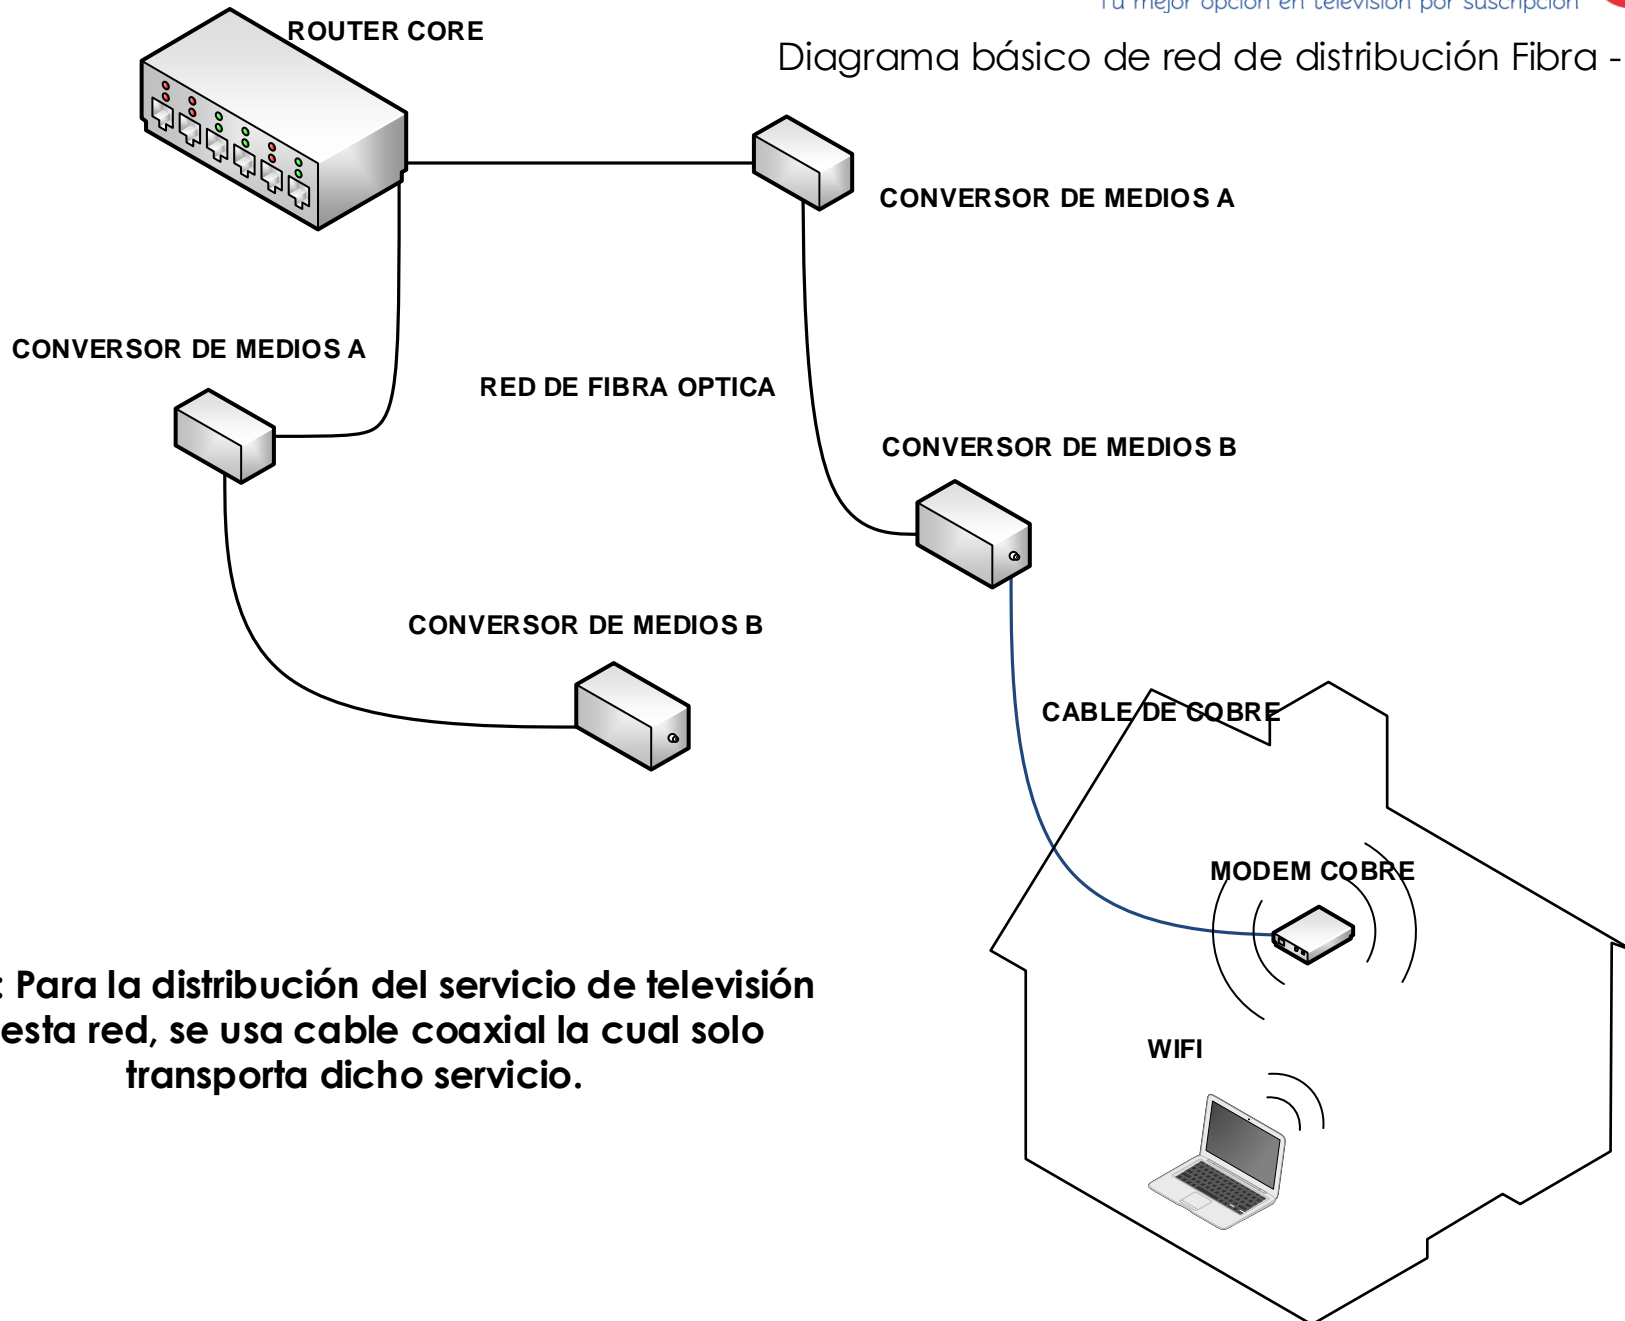 Tu mejor opción en televisión por suscripción
ROUTER CORE
Diagrama básico de red de distribución Fibra -
CONVERSOR DE MEDIOS A
CONVERSOR DE MEDIOS A
RED DE FIBRA OPTICA
CONVERSOR DE MEDIOS B
CONVERSOR DE MEDIOS B
CABLE DE COBRE
MODEM COBRE
: Para la distribución del servicio de televisión
esta red, se usa cable coaxial la cual solo
transporta dicho servicio.
WIFI